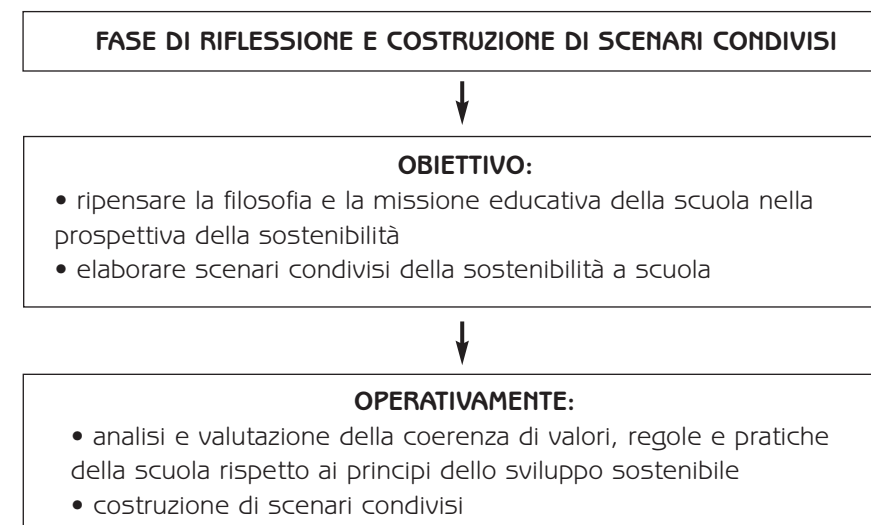 FASE DI RIFLESSIONE E COSTRUZIONE DI SCENARI CONDIVISI
OBIETTIVO:
• ripensare la filosofia e la missione educativa della scuola nella
prospettiva della sostenibilità
• elaborare scenari condivisi della sostenibilità a scuola
OPERATIVAMENTE:
• analisi e valutazione della coerenza di valori, regole e pratiche
della scuola rispetto ai principi dello sviluppo sostenibile
• costruzione di scenari condivisi